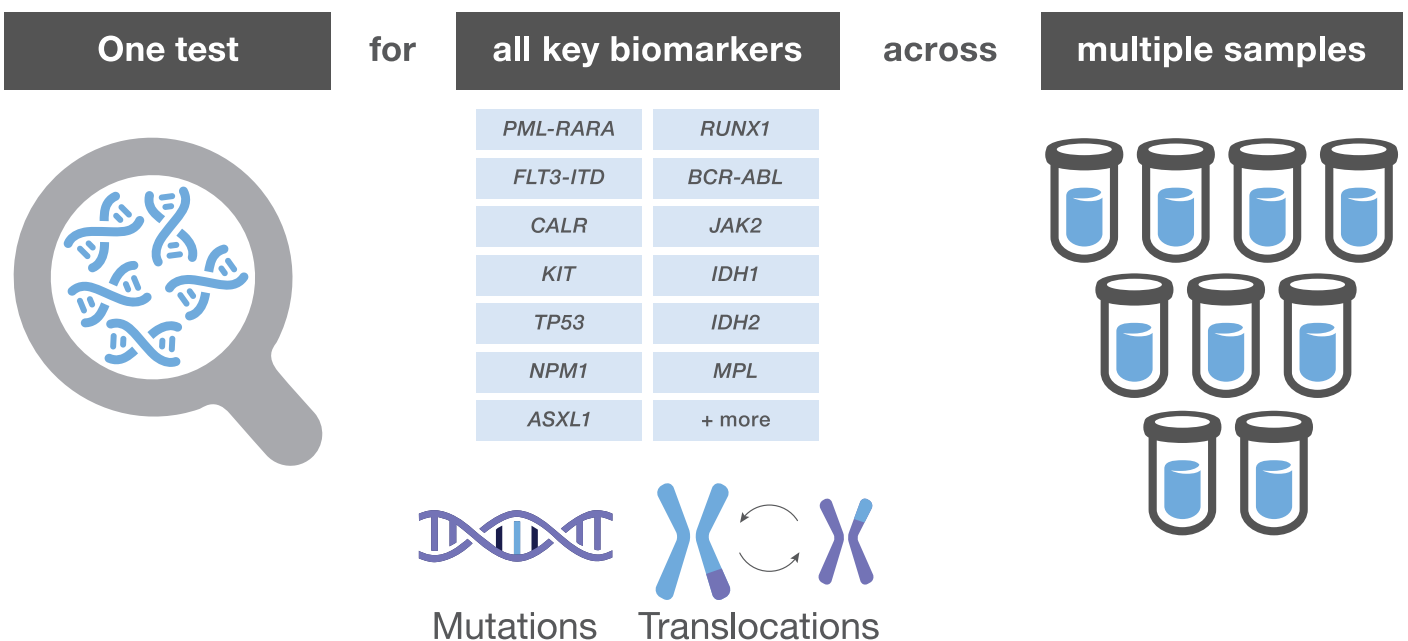 One test for all key biomarkers across multiple samples
PML-RARA RUNX1
FLT3-ITD BCR-ABL
CALR JAK2
KIT IDH1
TP53 IDH2
NPM1 MPL
ASXL1 + more
Mutations Translocations